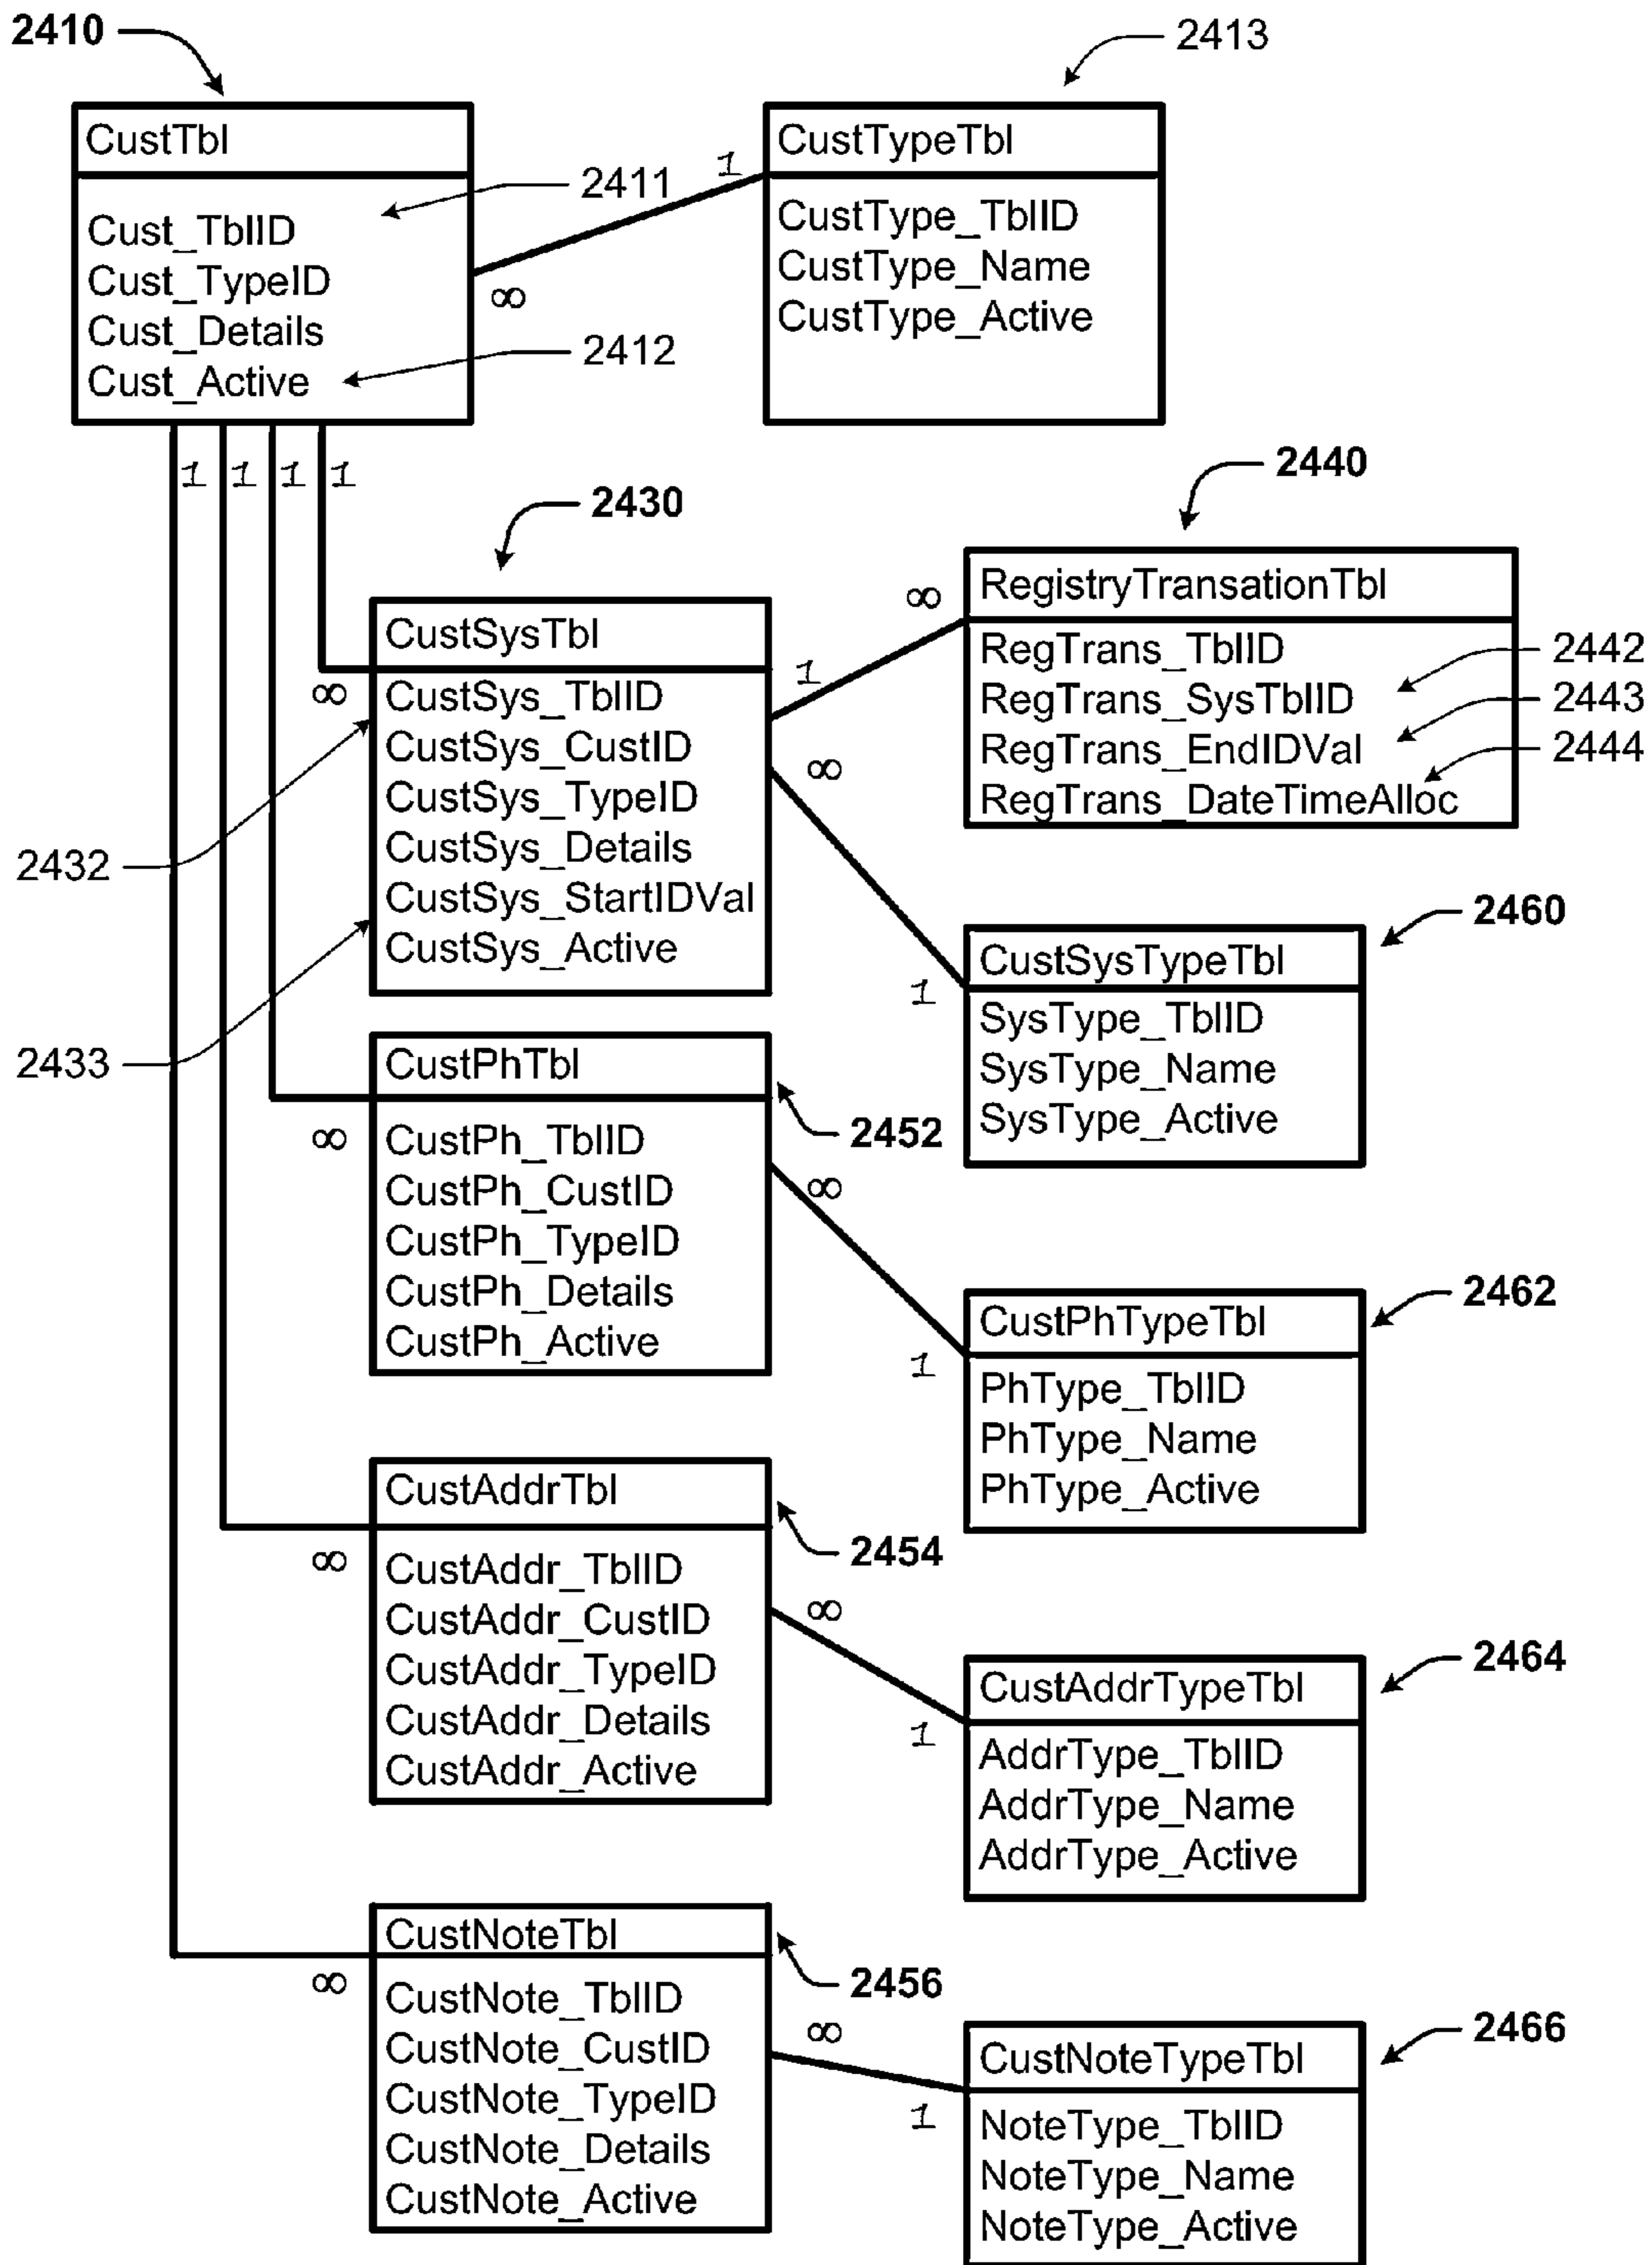 2410
2413
CustTbl
Cust_TblID
Cust_TypeID
Cust_Details
Cust_Active
2411
2412
1
∞
CustTypeTbl
CustType_TblID
CustType_Name
CustType_Active
1 1 1 1
2430
2440
∞
CustSysTbl
CustSys_TblID
CustSys_CustID
CustSys_TypeID
CustSys_Details
CustSys_StartIDVal
CustSys_Active
2432
2433
1
∞
RegistryTransationTbl
RegTrans_TblID
RegTrans_SysTblID
RegTrans_EndIDVal
RegTrans_DateTimeAlloc
2442
2443
2444
∞
1
2460
CustSysTypeTbl
SysType_TblID
SysType_Name
SysType_Active
∞
CustPhTbl
CustPh_TblID
CustPh_CustID
CustPh_TypeID
CustPh_Details
CustPh_Active
2452
∞
1
2462
CustPhTypeTbl
PhType_TblID
PhType_Name
PhType_Active
∞
CustAddrTbl
CustAddr_TblID
CustAddr_CustID
CustAddr_TypeID
CustAddr_Details
CustAddr_Active
2454
∞
1
2464
CustAddrTypeTbl
AddrType_TblID
AddrType_Name
AddrType_Active
∞
CustNoteTbl
CustNote_TblID
CustNote_CustID
CustNote_TypeID
CustNote_Details
CustNote_Active
2456
∞
1
2466
CustNoteTypeTbl
NoteType_TblID
NoteType_Name
NoteType_Active